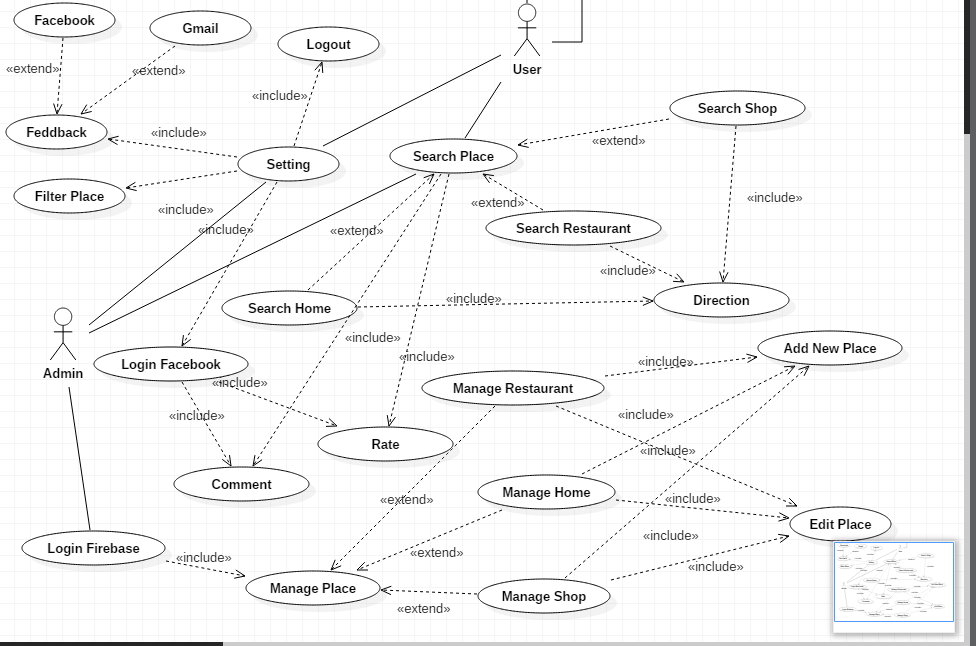 Facebook
Gmail
Logout
User
«extend»
«extend»
«include»
Search Shop
Feddback
«include»
«extend»
Search Place
Setting
Filter Place
«include»
«extend»
«include»
«include»
«extend»
Search Restaurant
«include»
Search Home
«include»
Direction
Admin
«include»
Add New Place
Login Facebook
«include»
«include»
«include»
Manage Restaurant
«include»
«include»
Rate
«include»
Comment
Manage Home
«extend»
«include»
Edit Place
«include»
Login Firebase
«include»
«extend»
«include»
Manage Place
Manage Shop
«extend»